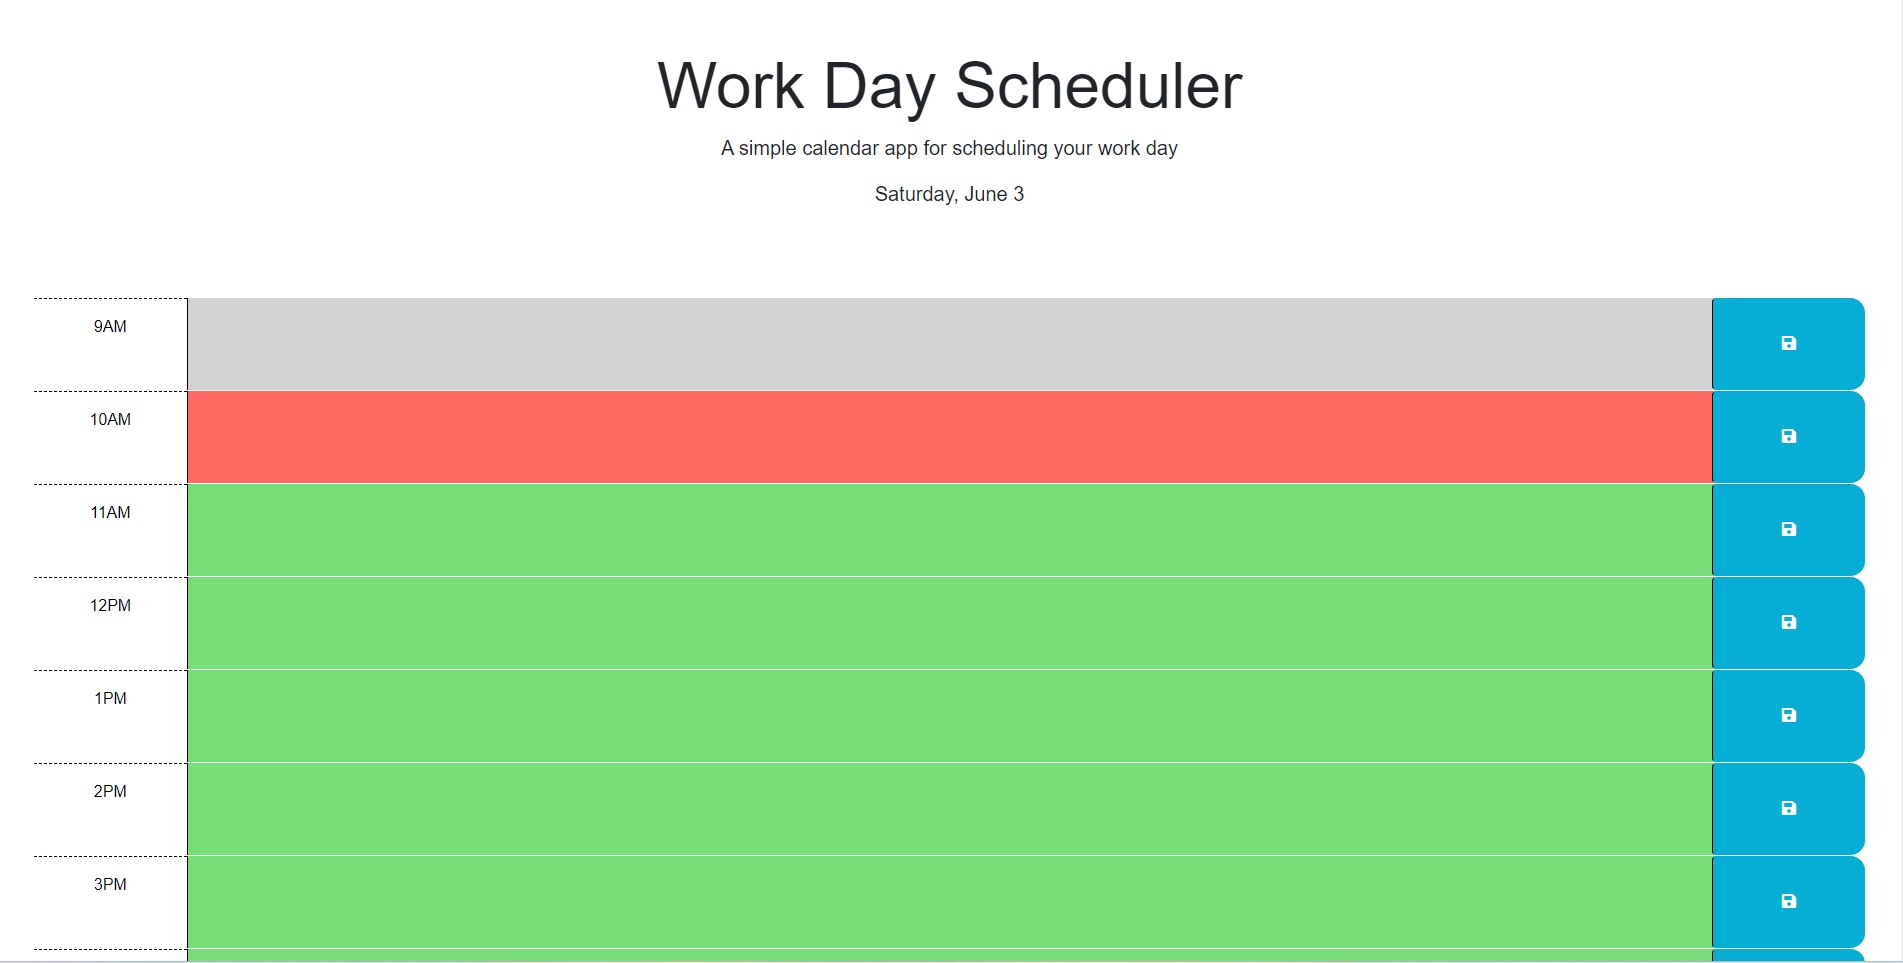 Work Day Scheduler
A simple calendar app for scheduling your work day
Saturday, June 3
9AM
10AM
11AM
12PM
1PM
2PM
3PM